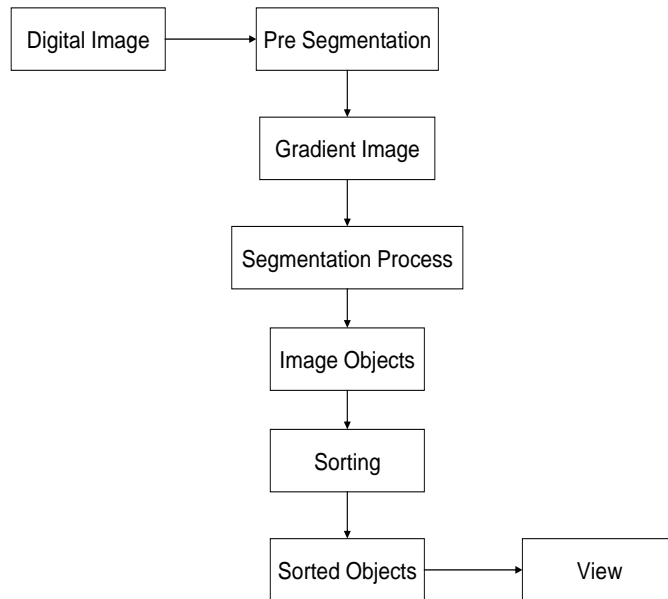 Digital Image
Pre Segmentation
Gradient Image
Segmentation Process
Image Objects
Sorting
Sorted Objects
View